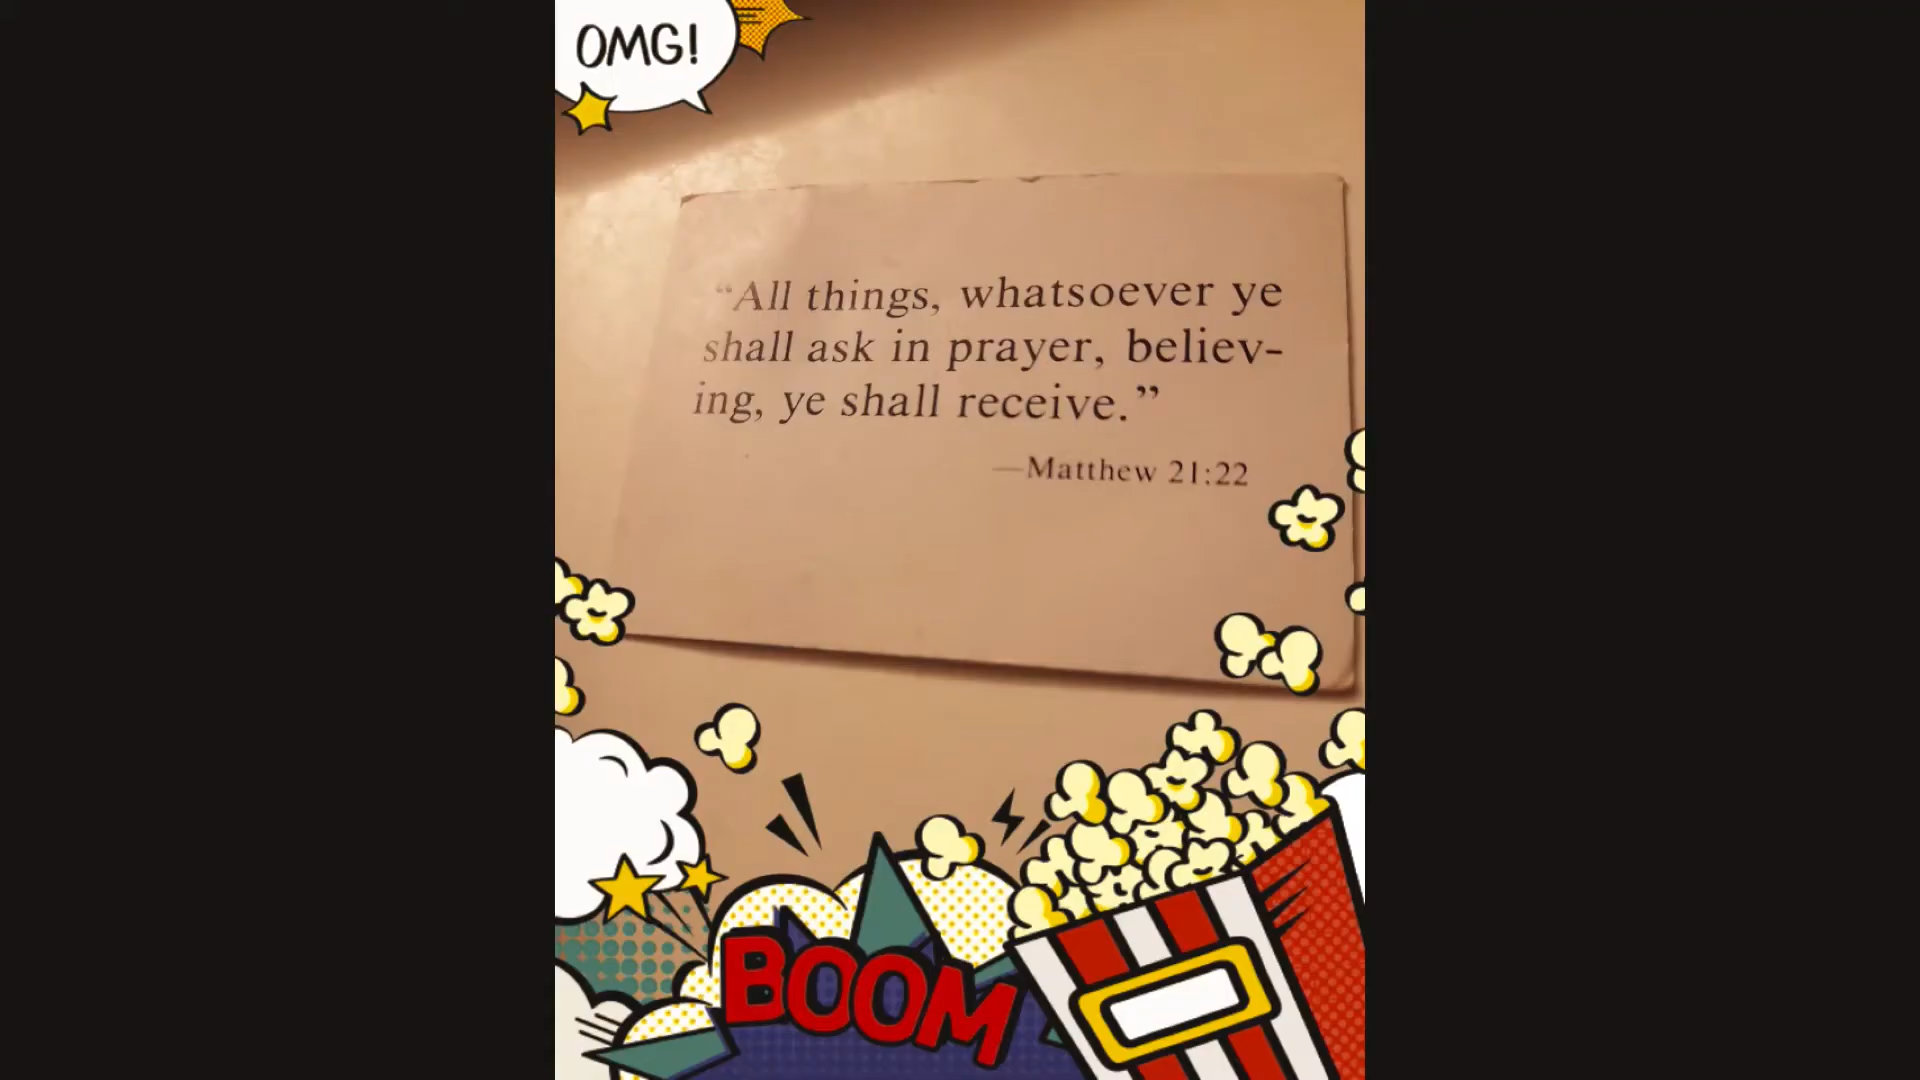 OMG!
“All things, whatsoever ye
shall ask in prayer, believ-
ing, ye shall receive.”
—Matthew 21:22
BOOM